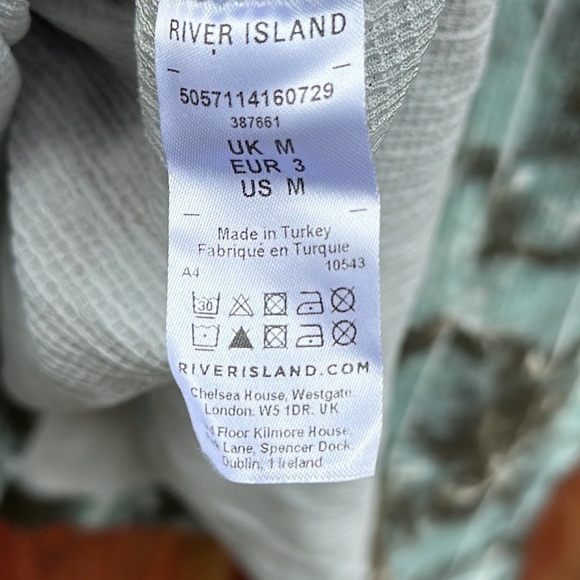 RIVER ISLAND
5057114160729
387661
UK M
EUR 3
US M
Made in Turkey
Fabriqué en Turquie
A4 10543
30
RIVERISLAND.COM
Chelsea House, Westgate
London. W5 1DR. UK
Floor Kilmore House,
Lane, Spencer Dock,
Dublin, 1 Ireland